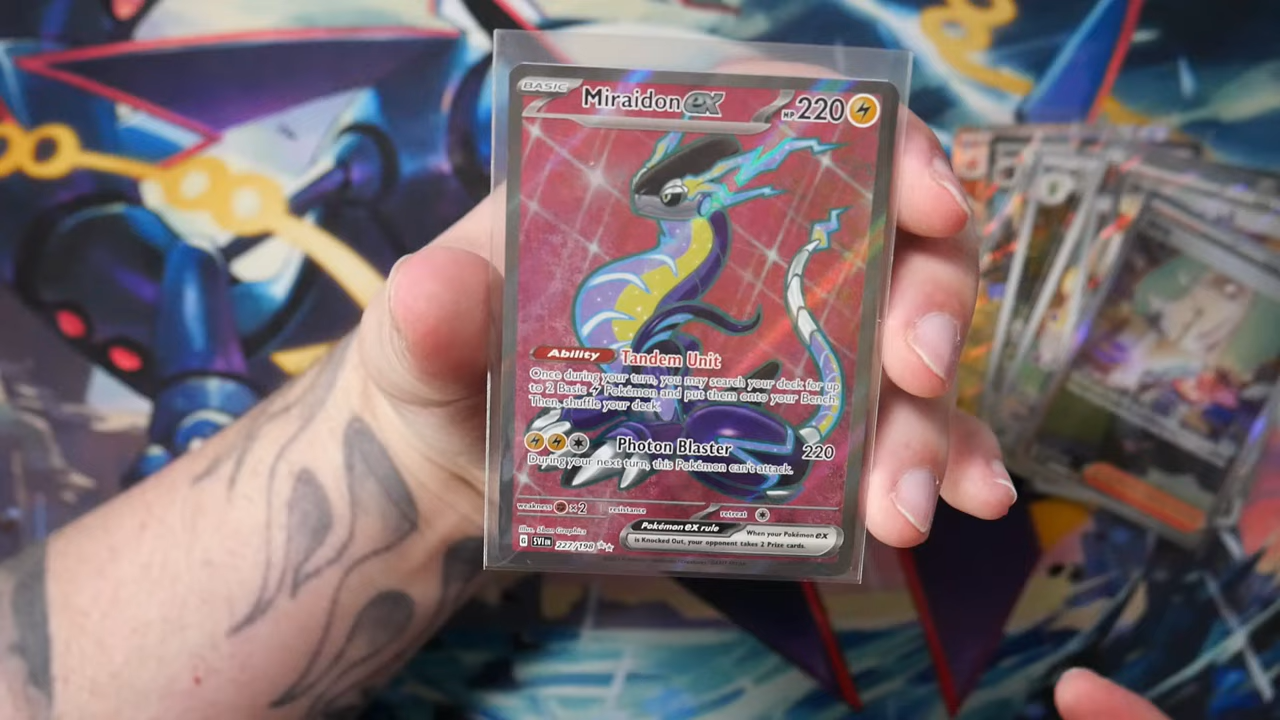 BASIC Miraidon ex HP 220
Ability Tandem Unit
Once during your turn, you may search your deck for up
to 2 Basic Pokémon and put them onto your Bench.
Then, shuffle your deck.
Photon Blaster 220
During your next turn, this Pokémon can't attack.
weakness ×2 resistance retreat
Illus. Shin Graphics
Pokémon ex rule When your Pokémon ex
is Knocked Out, your opponent takes 2 Prize cards.
G SVI EN 227/198